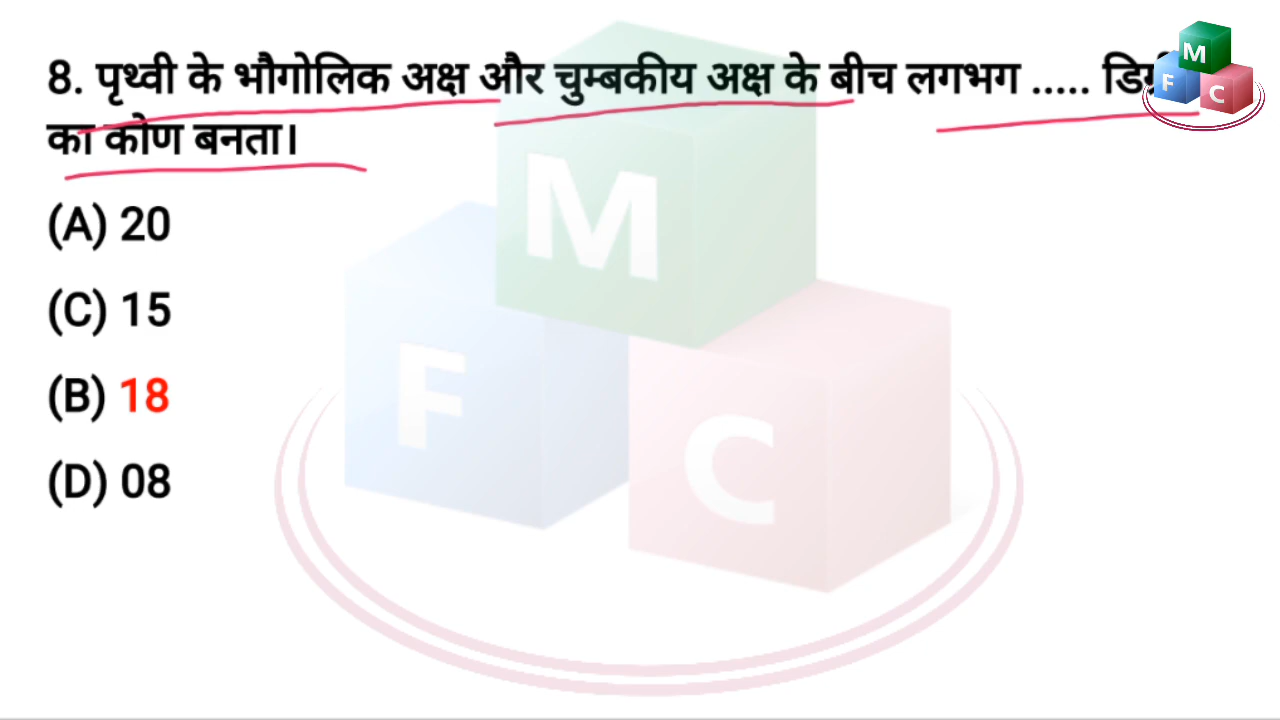 8. पृथ्वी के भौगोलिक अक्ष और चुम्बकीय अक्ष के बीच लगभग .....
का कोण बनता।
(A) 20
(C) 15
(B) 18
(D) 08
M
F
C
M
F
C